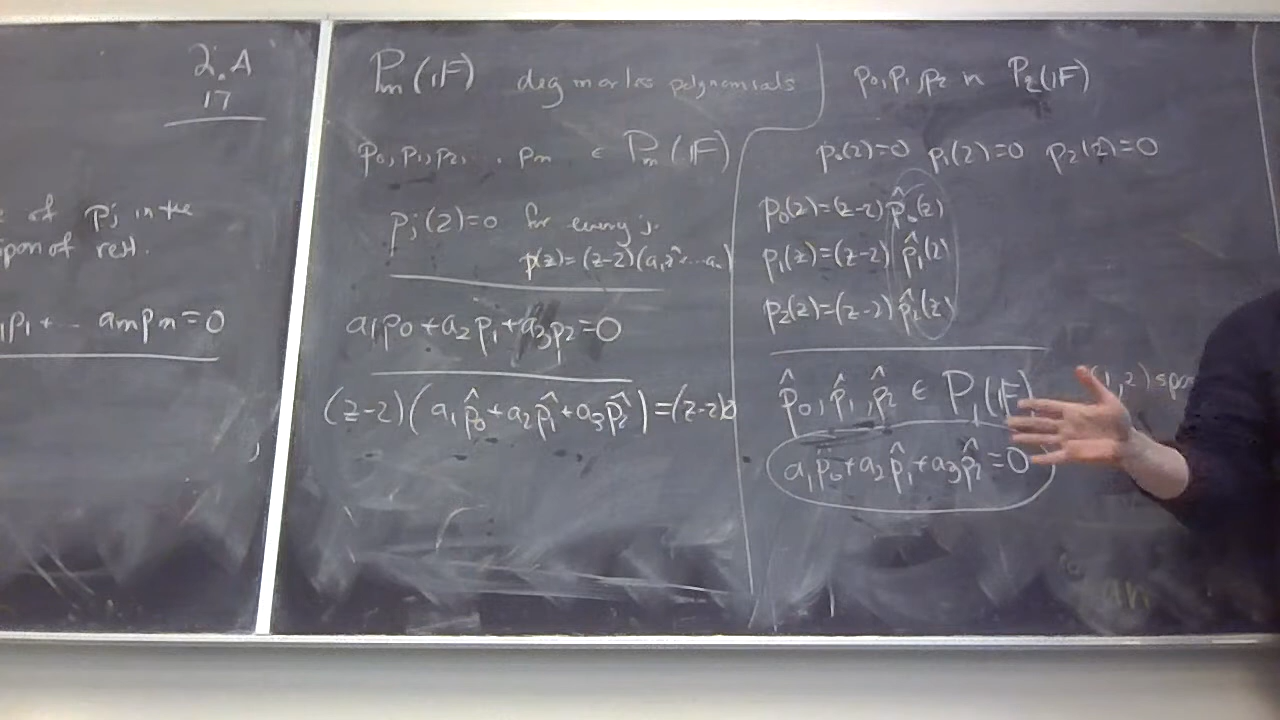 2.A
17
e of pj in the
span of rest.
1p1 + ... ampm = 0
Pm(F) deg m or less polynomials
p0, p1, p2, .. pm ∈ Pm(F)
pj(2)=0 for every j.
p(z)=(z-2)(
a1p0+a2p1+a3p2=0
(z-2)(a1p̂0+a2p̂1+a3p̂2)=(z-2)0
p0,p1,p2 in P2(F)
p0(2)=0 p1(2)=0 p2(2)=0
p0(z)=(z-2)p̂0(z)
p1(z)=(z-2)p̂1(z)
p2(z)=(z-2)p̂2(z)
p̂0, p̂1, p̂2 ∈ P1(F)
(1,z) spa
a1p̂0+a2p̂1+a3p̂2=0